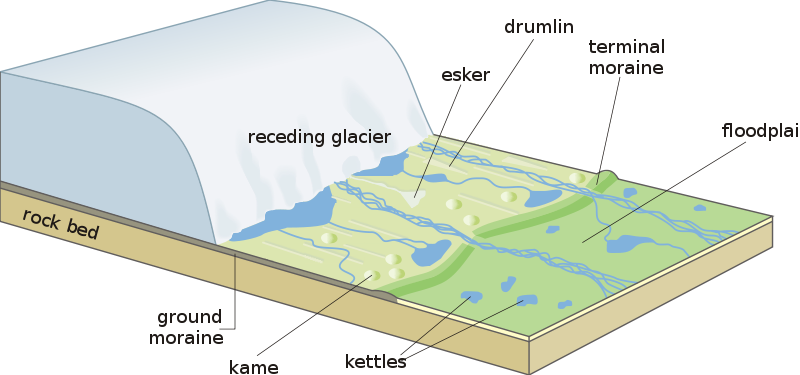 drumlin
terminal
moraine
esker
floodplai
receding glacier
rock bed
ground
moraine
kame
kettles